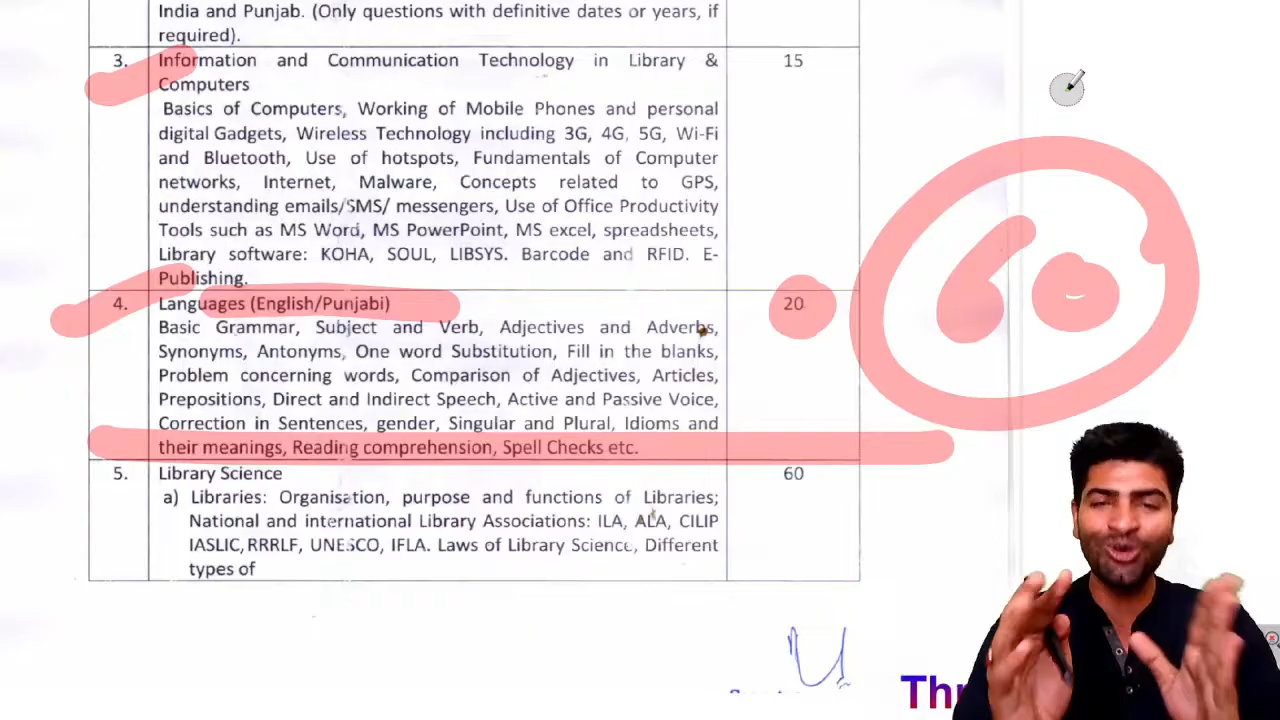 India and Punjab. (Only questions with definitive dates or years, if
required).
3. Information and Communication Technology in Library & 15
Computers
Basics of Computers, Working of Mobile Phones and personal
digital Gadgets, Wireless Technology including 3G, 4G, 5G, Wi-Fi
and Bluetooth, Use of hotspots, Fundamentals of Computer
networks, Internet, Malware, Concepts related to GPS,
understanding emails/SMS/ messengers, Use of Office Productivity
Tools such as MS Word, MS PowerPoint, MS excel, spreadsheets,
Library software: KOHA, SOUL, LIBSYS. Barcode and RFID. E-
Publishing.
4. Languages (English/Punjabi) 20
Basic Grammar, Subject and Verb, Adjectives and Adverbs,
Synonyms, Antonyms, One word Substitution, Fill in the blanks,
Problem concerning words, Comparison of Adjectives, Articles,
Prepositions, Direct and Indirect Speech, Active and Passive Voice,
Correction in Sentences, gender, Singular and Plural, Idioms and
their meanings, Reading comprehension, Spell Checks etc.
5. Library Science 60
a) Libraries: Organisation, purpose and functions of Libraries;
National and international Library Associations: ILA, ALA, CILIP
IASLIC, RRRLF, UNESCO, IFLA. Laws of Library Science, Different
types of
60